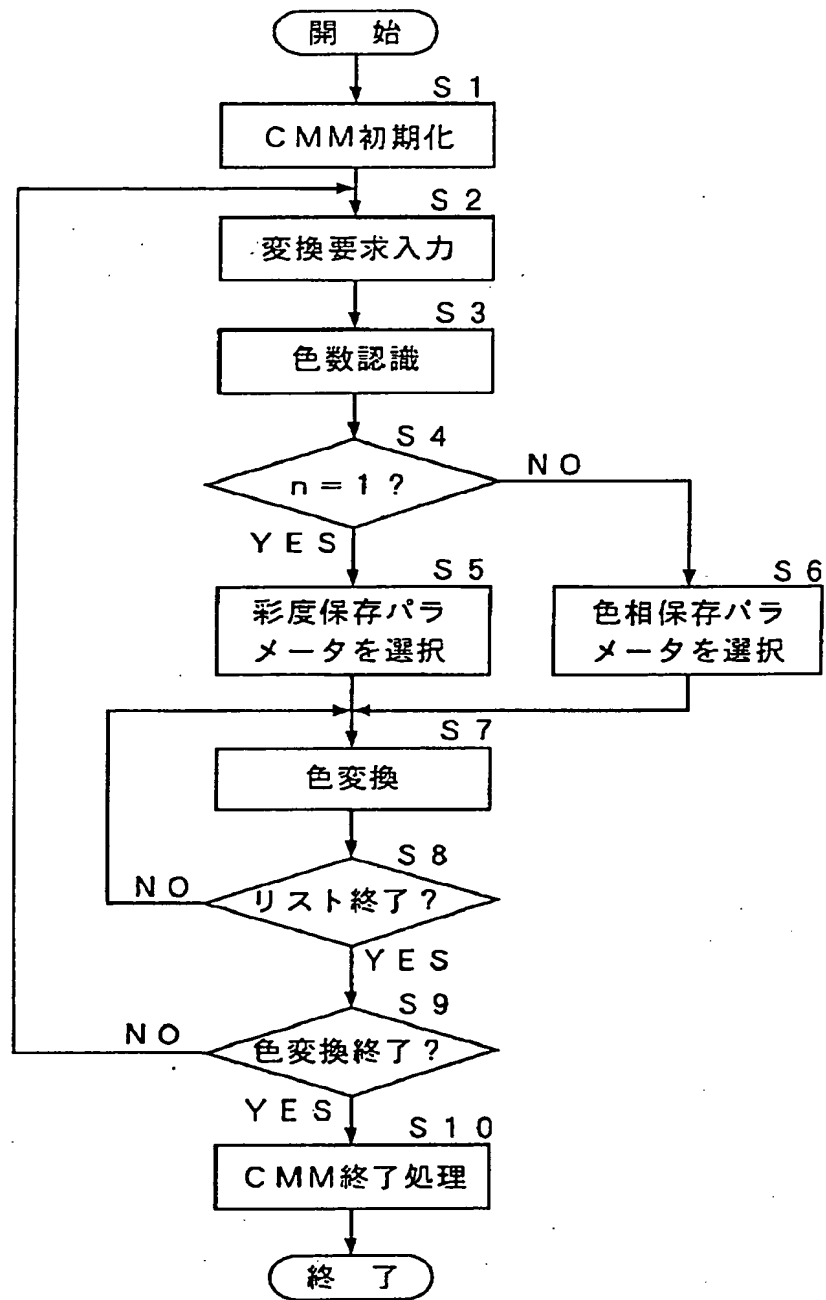 開 始
S1
CMM初期化
S2
変換要求入力
S3
色数認識
S4
n=1?
NO
YES
S5
彩度保存パラ
メータを選択
S6
色相保存パラ
メータを選択
S7
色変換
S8
リスト終了?
NO
YES
S9
色変換終了?
NO
YES
S10
CMM終了処理
終 了